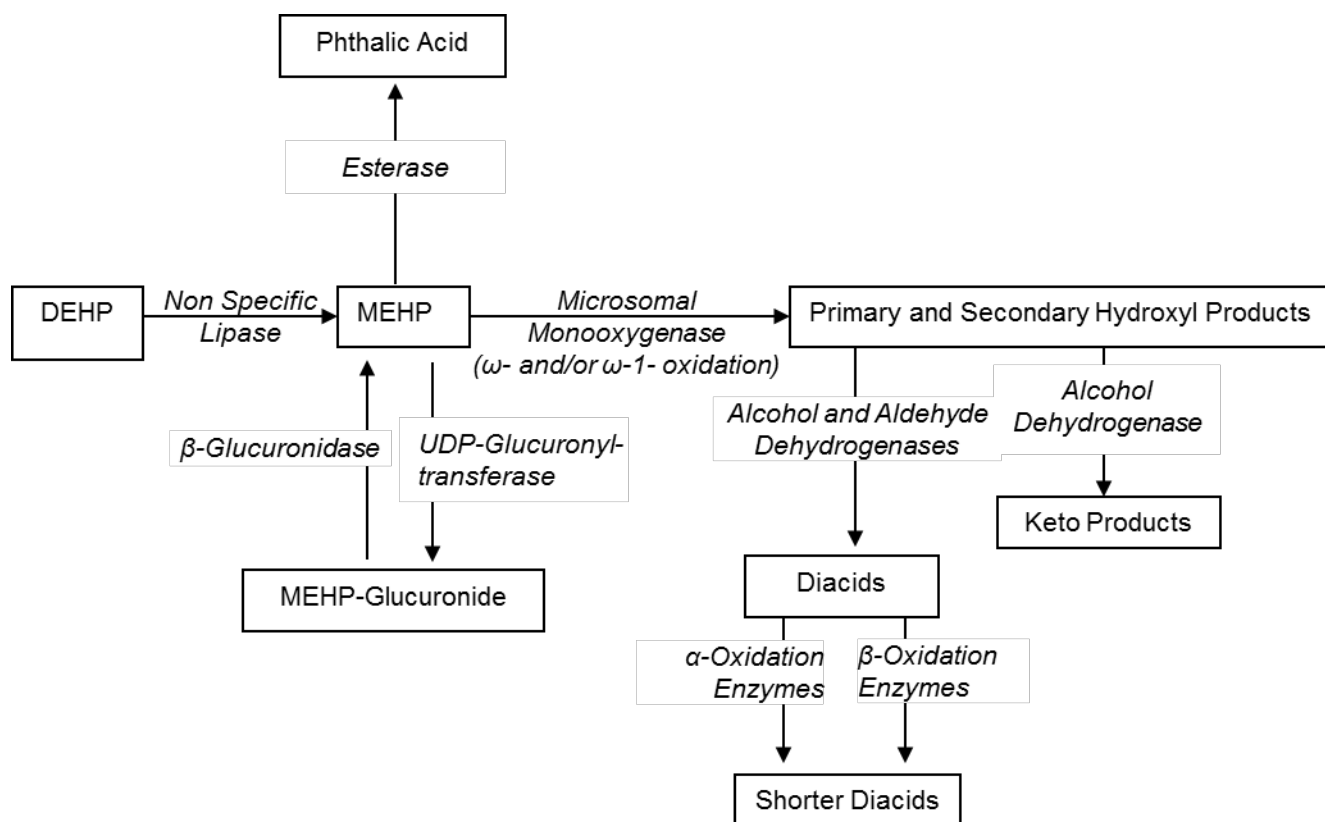 Phthalic Acid
Esterase
DEHP
Non Specific
Lipase
MEHP
Microsomal
Monooxygenase
(ω- and/or ω-1- oxidation)
Primary and Secondary Hydroxyl Products
β-Glucuronidase
UDP-Glucuronyl-
transferase
Alcohol and Aldehyde
Dehydrogenases
Alcohol
Dehydrogenase
Keto Products
MEHP-Glucuronide
Diacids
α-Oxidation
Enzymes
β-Oxidation
Enzymes
Shorter Diacids